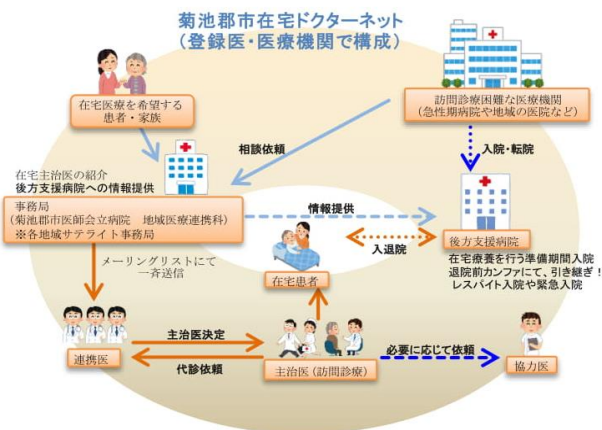 菊池郡市在宅ドクターネット
（登録医・医療機関で構成）
在宅医療を希望する
患者・家族
訪問診療困難な医療機関
（急性期病院や地域の医院など）
相談依頼
入院・転院
在宅主治医の紹介
後方支援病院への情報提供
事務局
（菊池郡市医師会立病院　地域医療連携科）
※各地域サテライト事務局
情報提供
入退院
後方支援病院
在宅療養を行う準備期間入院
退院前カンファにて、引き継ぎ！
レスパイト入院や緊急入院
メーリングリストにて
一斉送信
在宅患者
連携医
主治医決定
代診依頼
主治医（訪問診療）
必要に応じて依頼
協力医